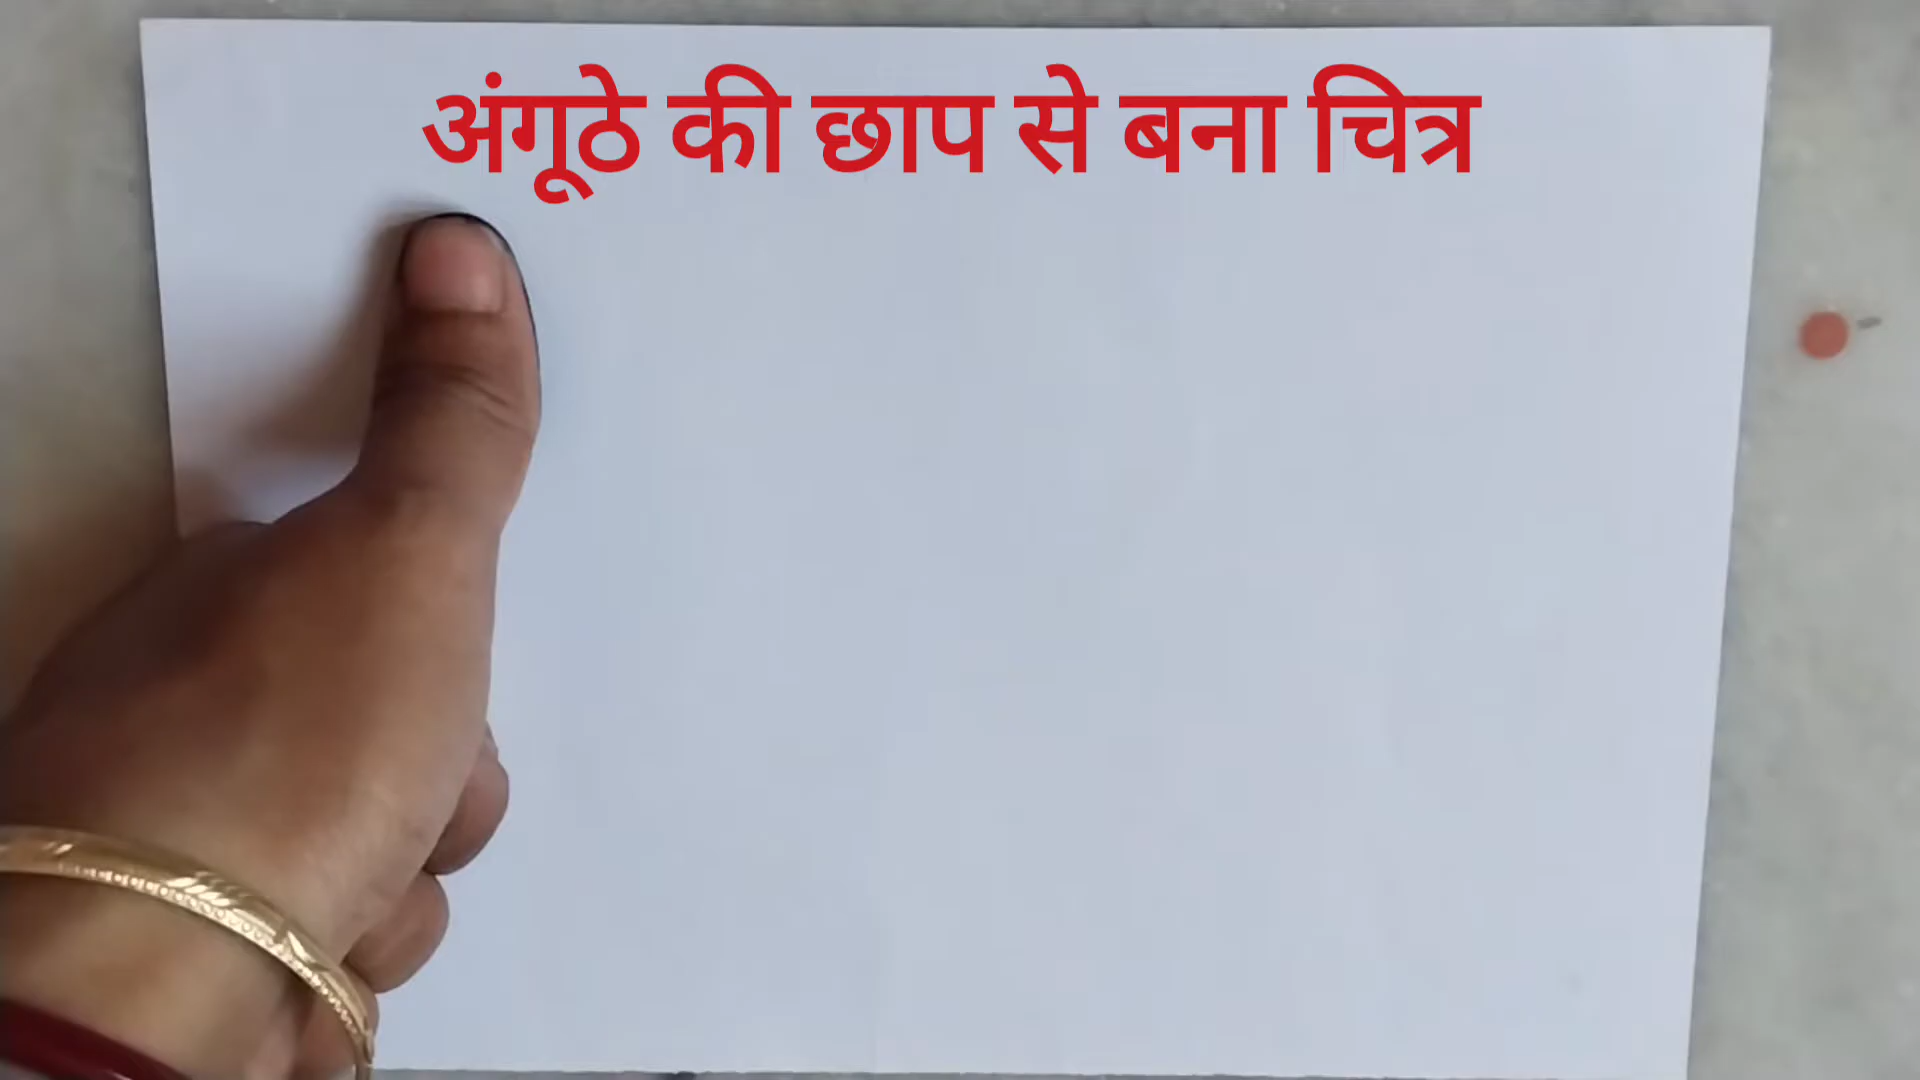 अंगूठे की छाप से बना चित्र